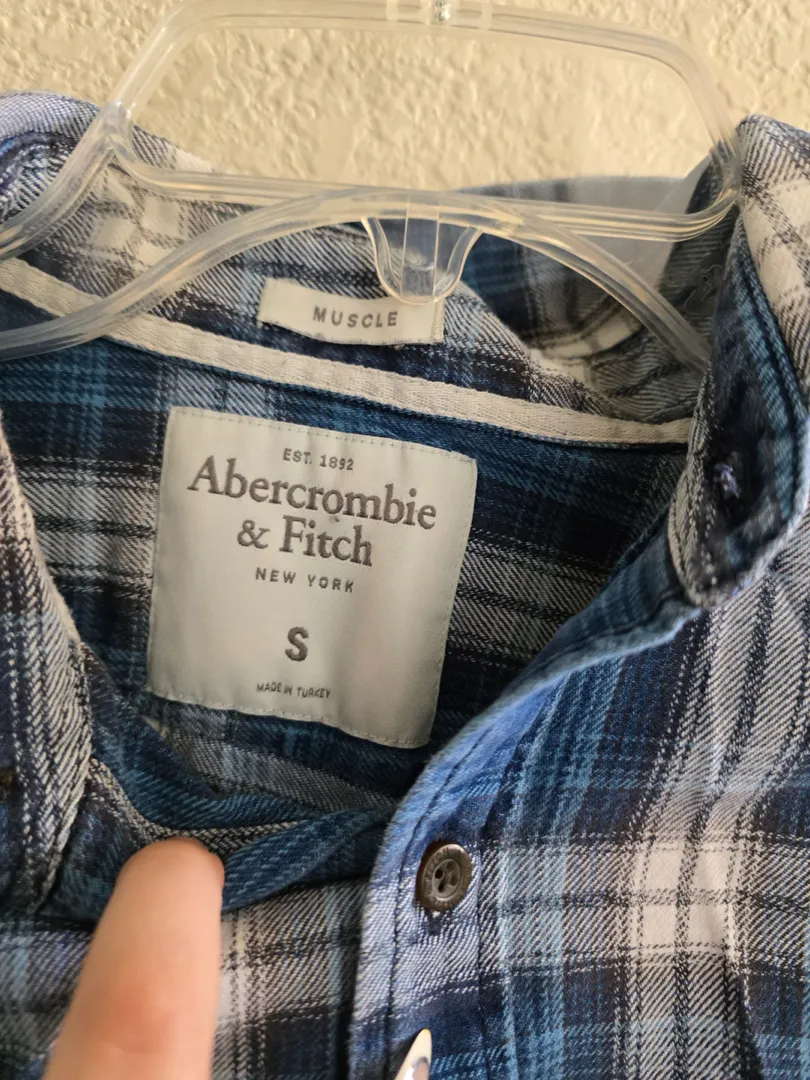 MUSCLE
EST. 1892
Abercrombie
& Fitch
NEW YORK
S
MADE IN TURKEY